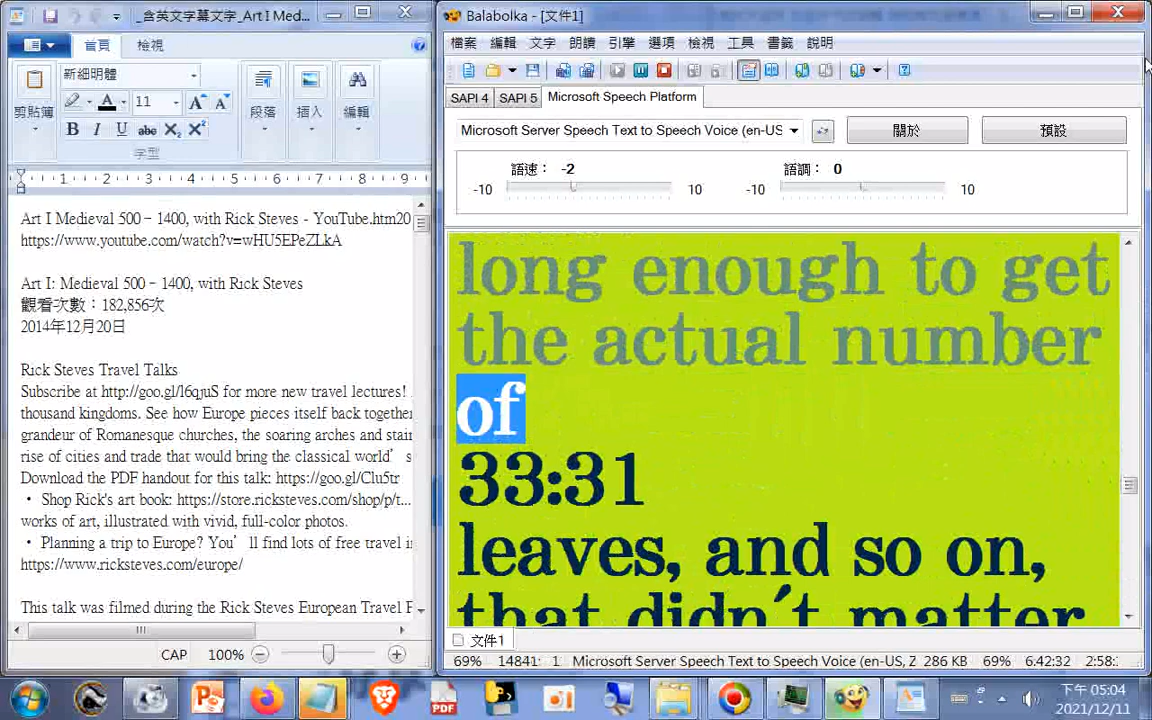 _含英文字幕文字_Art I Med...
首頁
檢視
剪貼簿
新細明體
11
B I U abc X₂ X²
字型
段落
插入
編輯
1 2 3 4 5 6 7 8 9
Art I Medieval 500–1400, with Rick Steves - YouTube.htm20
https://www.youtube.com/watch?v=wHU5EPeZLkA
Art I: Medieval 500–1400, with Rick Steves
觀看次數：182,856次
2014年12月20日
Rick Steves Travel Talks
Subscribe at http://goo.gl/l6qjuS for more new travel lectures!
thousand kingdoms. See how Europe pieces itself back together
grandeur of Romanesque churches, the soaring arches and stain
rise of cities and trade that would bring the classical world’s
Download the PDF handout for this talk: https://goo.gl/Clu5tr
• Shop Rick's art book: https://store.ricksteves.com/shop/p/t...
works of art, illustrated with vivid, full-color photos.
• Planning a trip to Europe? You’ll find lots of free travel in
https://www.ricksteves.com/europe/
This talk was filmed during the Rick Steves European Travel F
CAP 100%
Balabolka - [文件1]
檔案 編輯 文字 朗讀 引擎 選項 檢視 工具 書籤 說明
SAPI 4 SAPI 5 Microsoft Speech Platform
Microsoft Server Speech Text to Speech Voice (en-US
關於
預設
語速： -2
-10 10
語調： 0
-10 10
long enough to get
the actual number
of
33:31
leaves, and so on,
that didn't matter
文件1
69% 14841: 1 Microsoft Server Speech Text to Speech Voice (en-US, Z 286 KB 69% 6:42:32 2:58:
PDF
下午 05:04
2021/12/11